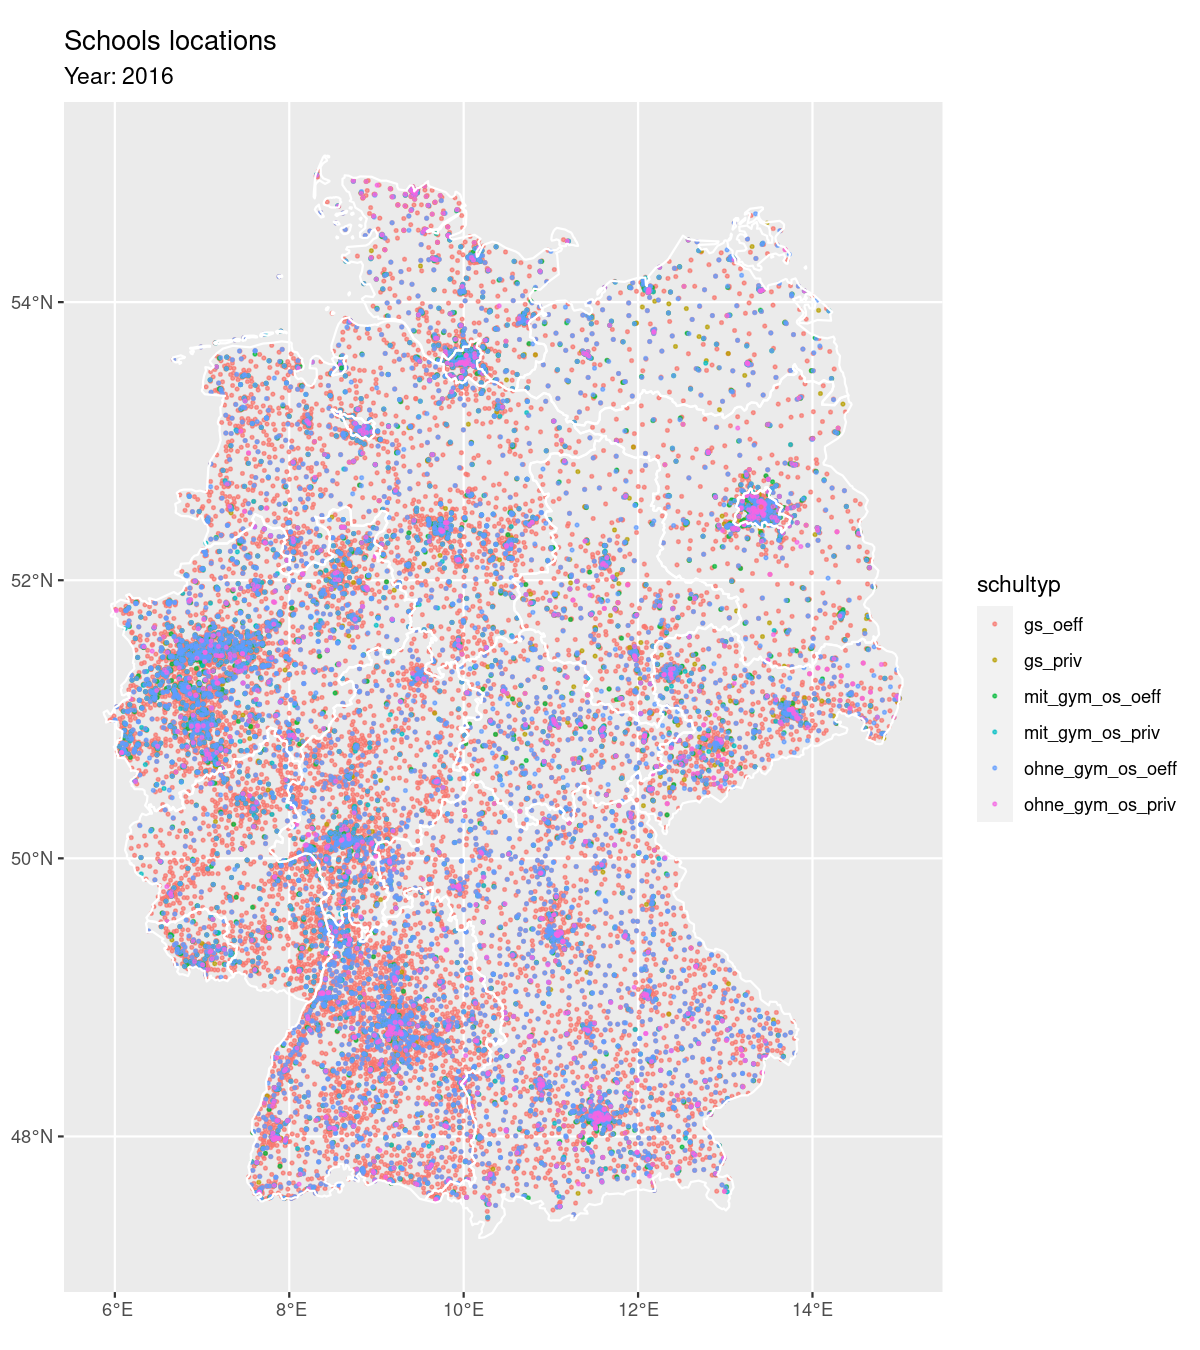 Schools locations
Year: 2016
54°N
52°N
50°N
48°N
6°E
8°E
10°E
12°E
14°E
schultyp
gs_oeff
gs_priv
mit_gym_os_oeff
mit_gym_os_priv
ohne_gym_os_oeff
ohne_gym_os_priv